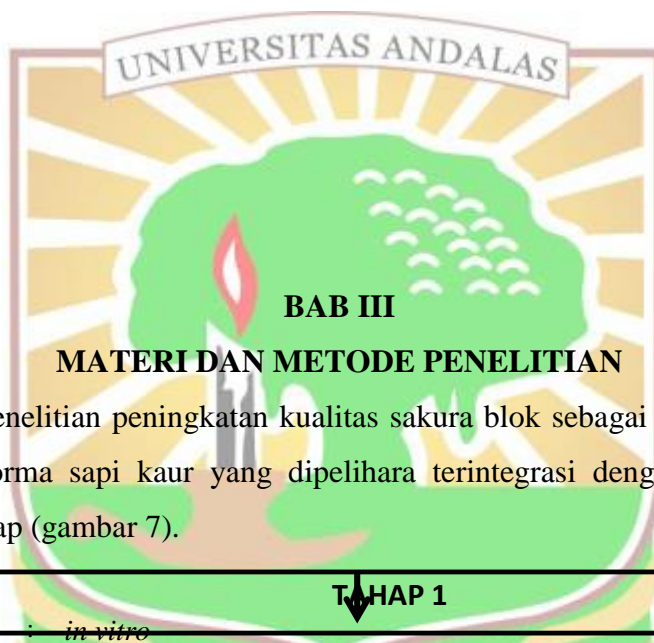 UNIVERSITAS ANDALAS
BAB III
MATERI DAN METODE PENELITIAN
enelitian peningkatan kualitas sakura blok sebagai
orma sapi kaur yang dipelihara terintegrasi deng
ap (gambar 7).
TAHAP 1
: in vitro